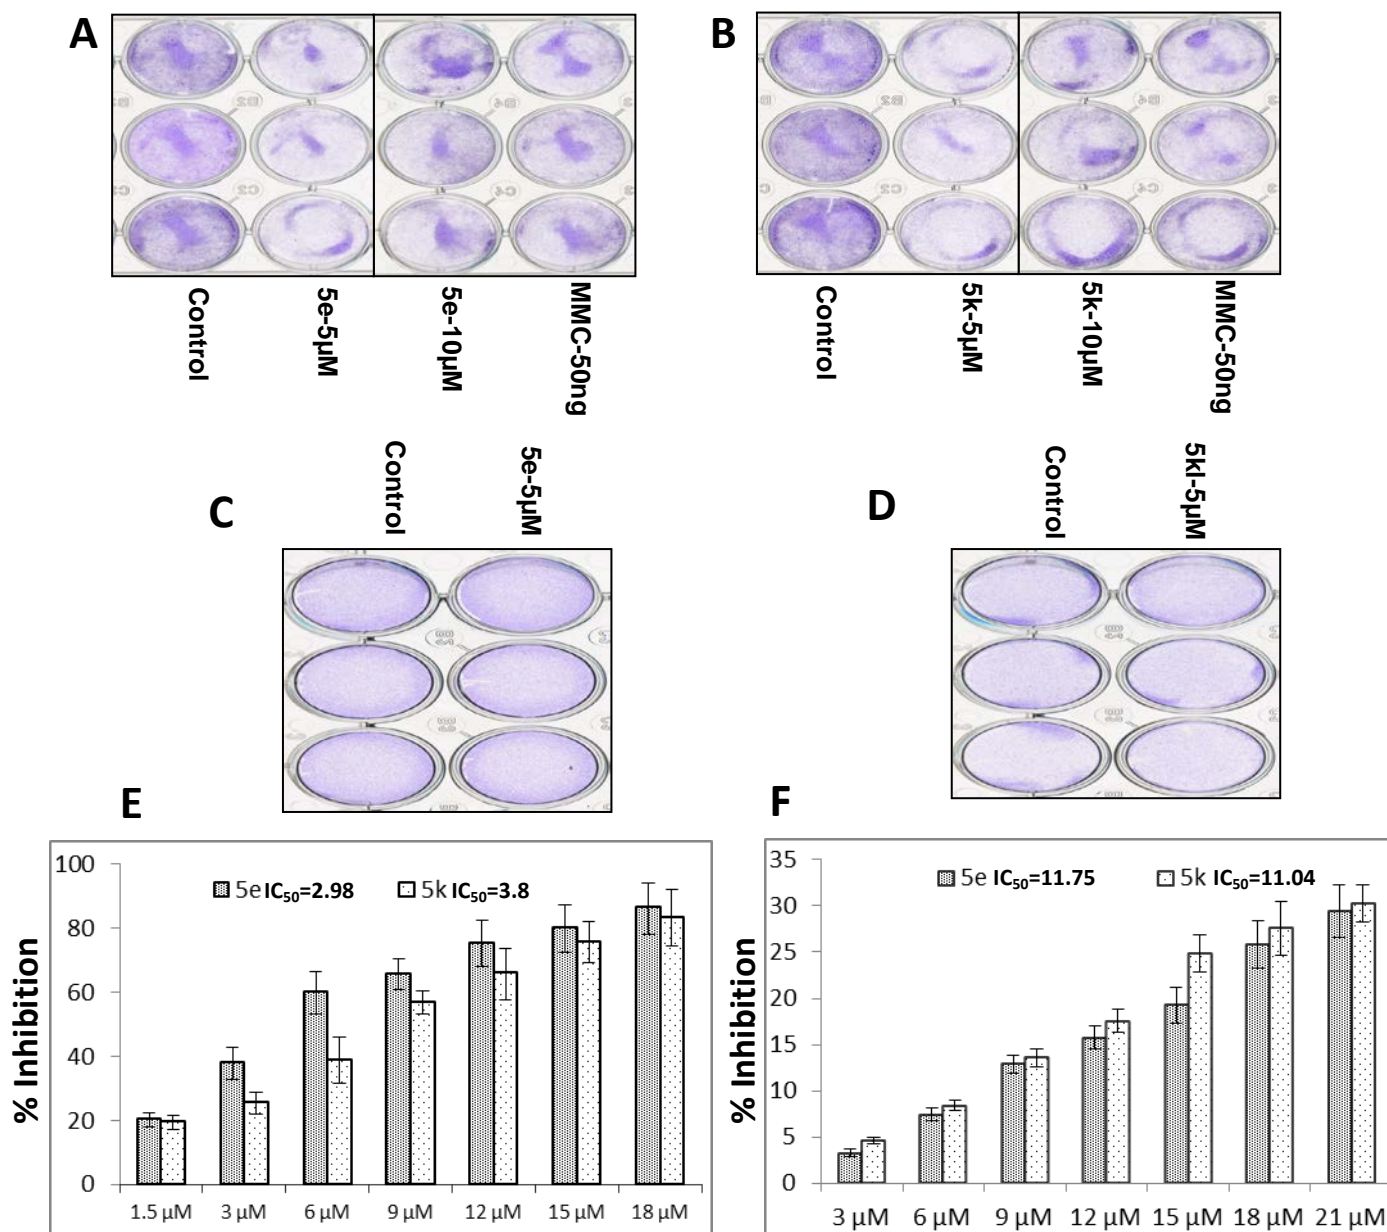 A
B
Control
5e-5µM
5e-10µM
MMC-50ng
Control
5k-5µM
5k-10µM
MMC-50ng
C
Control
5e-5µM
D
Control
5kl-5µM
E
% Inhibition
100
80
60
40
20
0
5e IC₅₀=2.98
5k IC₅₀=3.8
1.5 µM 3 µM 6 µM 9 µM 12 µM 15 µM 18 µM
F
% Inhibition
35
30
25
20
15
10
5
0
5e IC₅₀=11.75
5k IC₅₀=11.04
3 µM 6 µM 9 µM 12 µM 15 µM 18 µM 21 µM